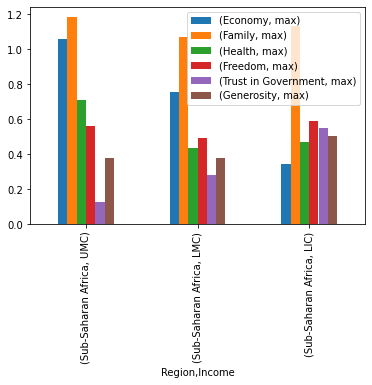 1.2
1.0
0.8
0.6
0.4
0.2
0.0
(Economy, max)
(Family, max)
(Health, max)
(Freedom, max)
(Trust in Government, max)
(Generosity, max)
(Sub-Saharan Africa, UMC)
(Sub-Saharan Africa, LMC)
(Sub-Saharan Africa, LIC)
Region,Income